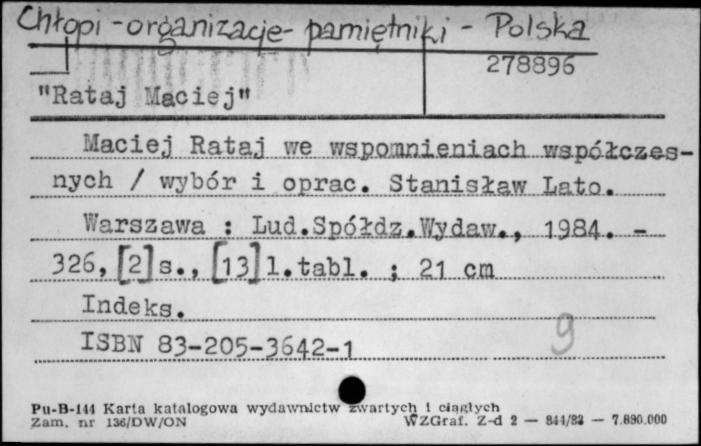 Chłopi - organizacje - pamiętniki - Polska
278896
"Rataj Maciej"
Maciej Rataj we wspomnieniach współczes-
nych / wybór i oprac. Stanisław Lato.
Warszawa : Lud.Spółdz.Wydaw., 1984. -
326, [2] s., [13] l.tabl. ; 21 cm
Indeks.
ISBN 83-205-3642-1
9
Pu-B-144 Karta katalogowa wydawnictw zwartych i ciągłych
Zam. nr 136/DW/ON WZGraf. Z-d 2 — 844/83 — 7.890.000